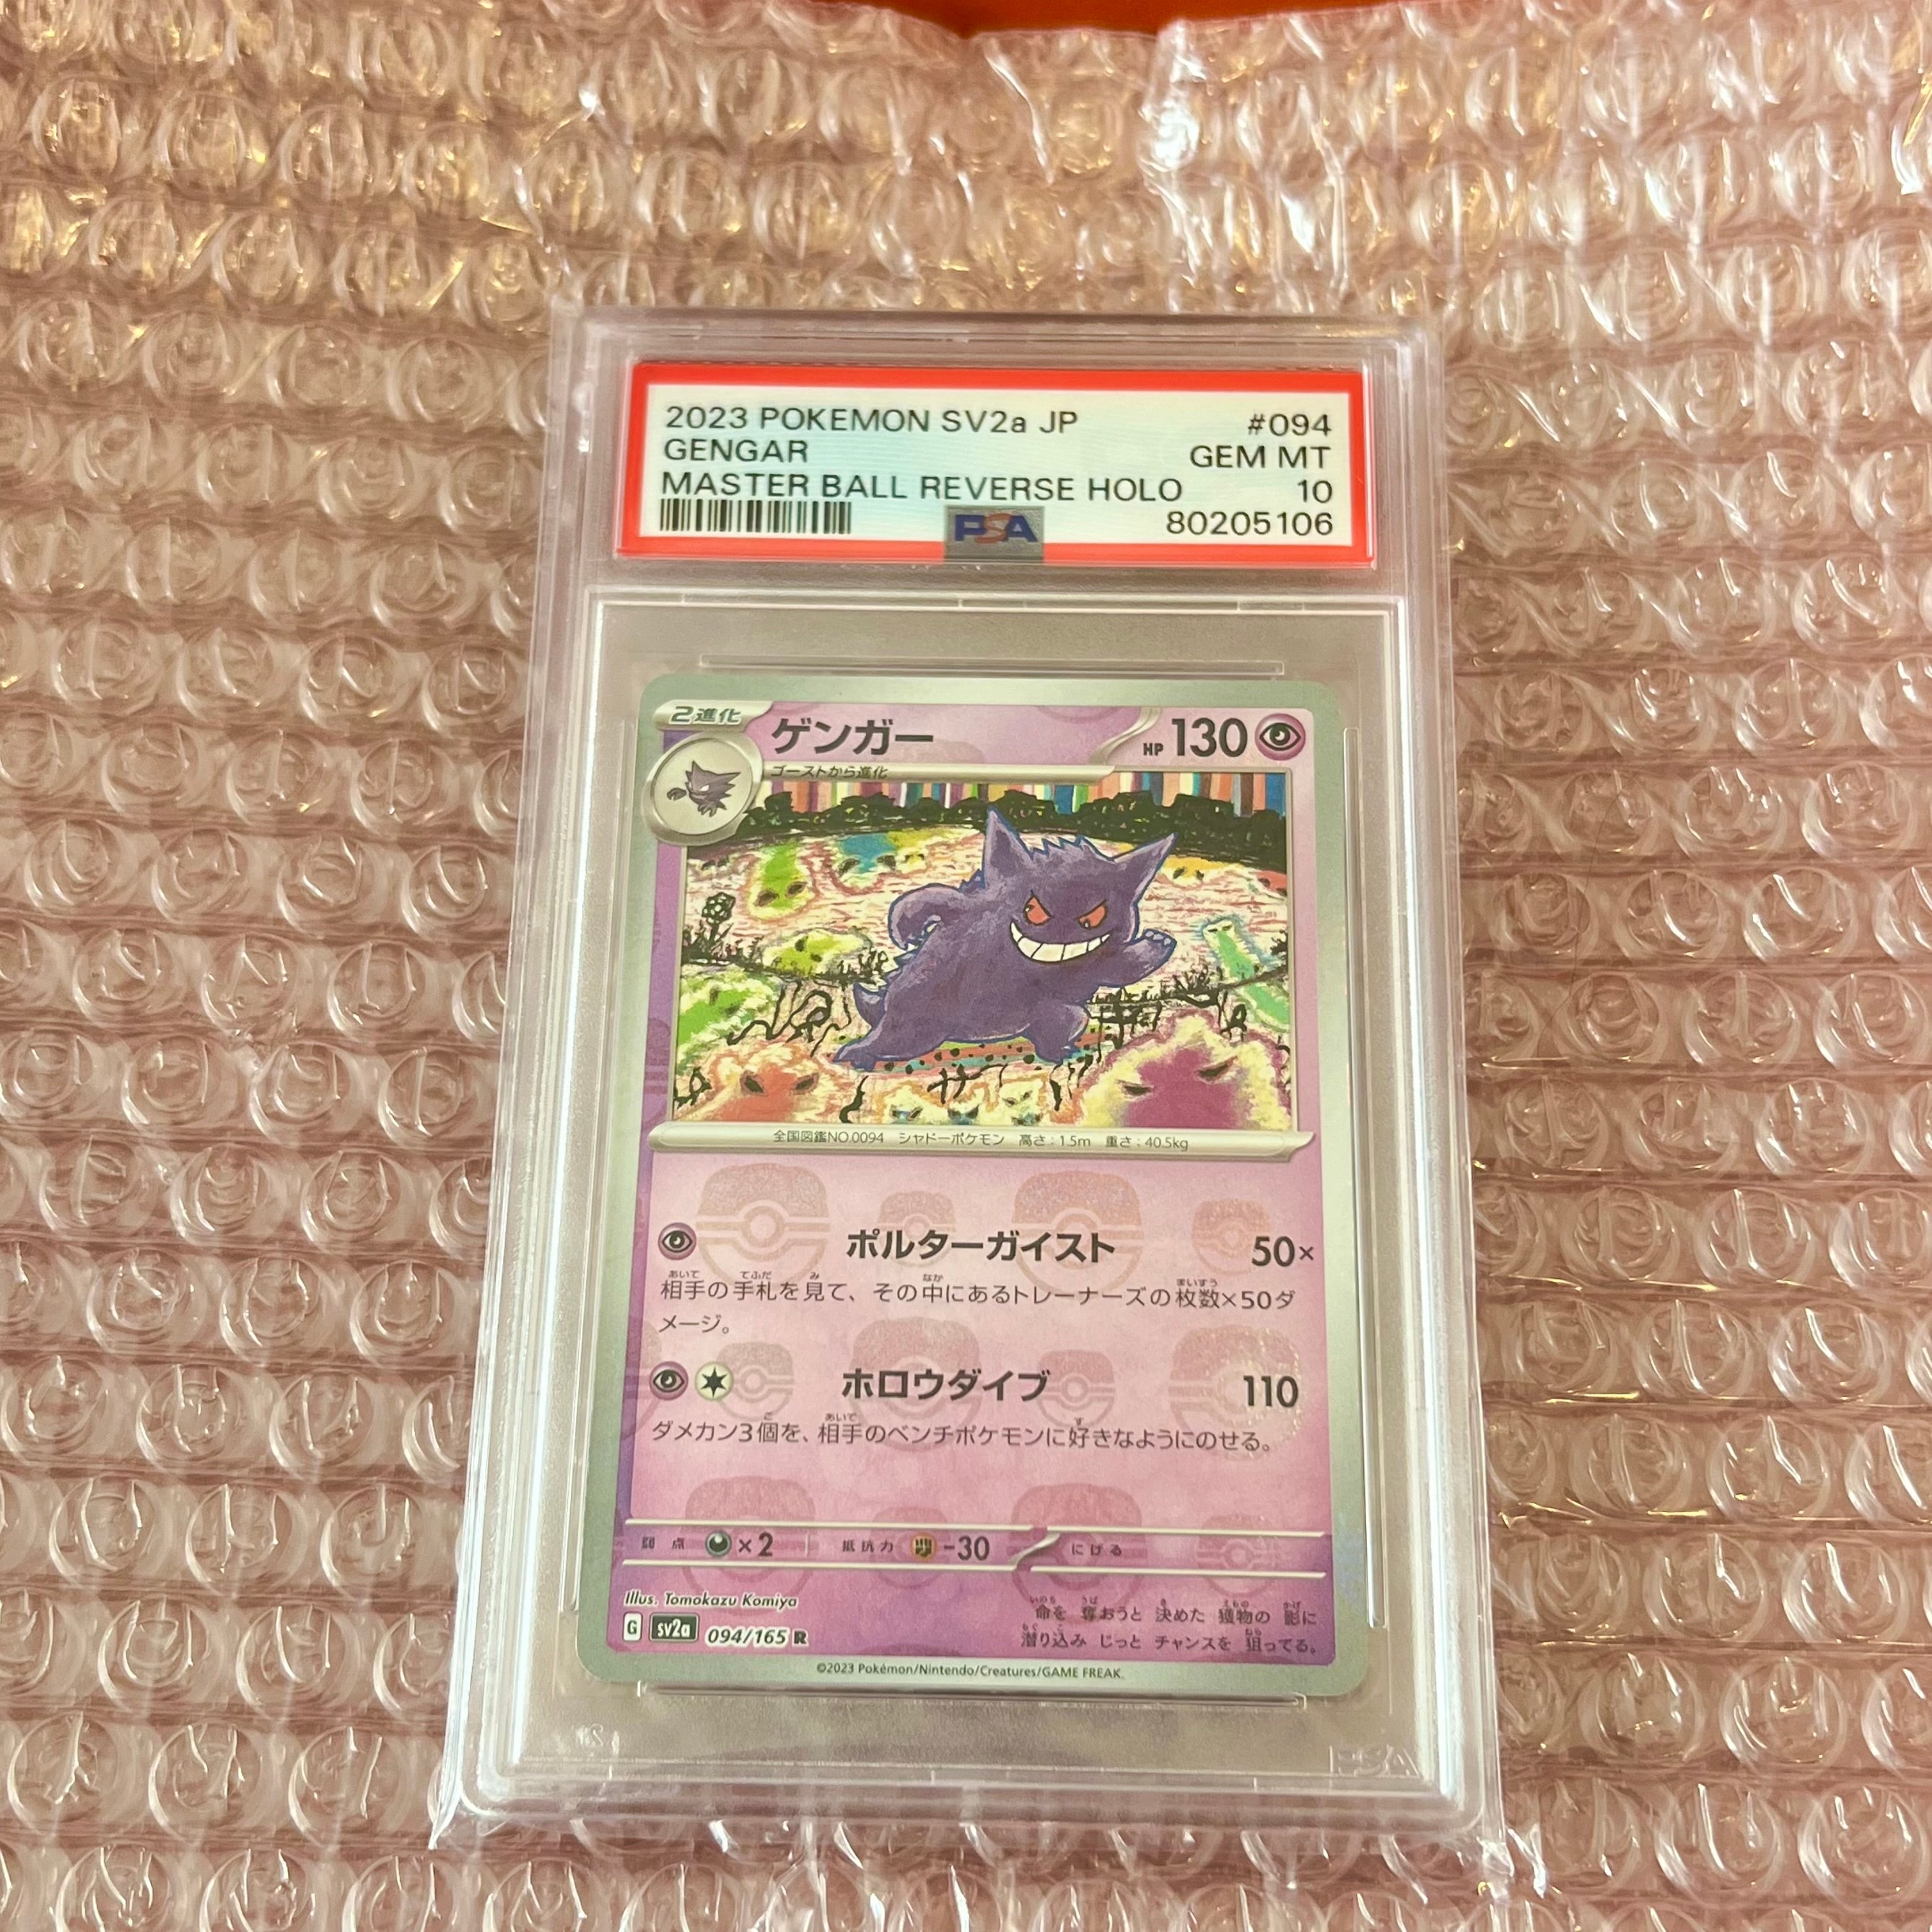 2023 POKEMON SV2a JP #094
GENGAR GEM MT
MASTER BALL REVERSE HOLO 10
PSA 80205106
2進化 ゲンガー HP 130
ゴーストから進化
全国図鑑NO.0094 シャドーポケモン 高さ:1.5m 重さ:40.5kg
ポルターガイスト 50×
相手の手札を見て、その中にあるトレーナーズの枚数×50ダ
メージ。
ホロウダイブ 110
ダメカン3個を、相手のベンチポケモンに好きなようにのせる。
弱点 ×2 抵抗力 -30 にげる
Illus. Tomokazu Komiya
命を 奪おうと 決めた 獲物の 影に
G sv2a 094/165 R
潜り込み じっと チャンスを 狙ってる。
©2023 Pokémon/Nintendo/Creatures/GAME FREAK.
PSA